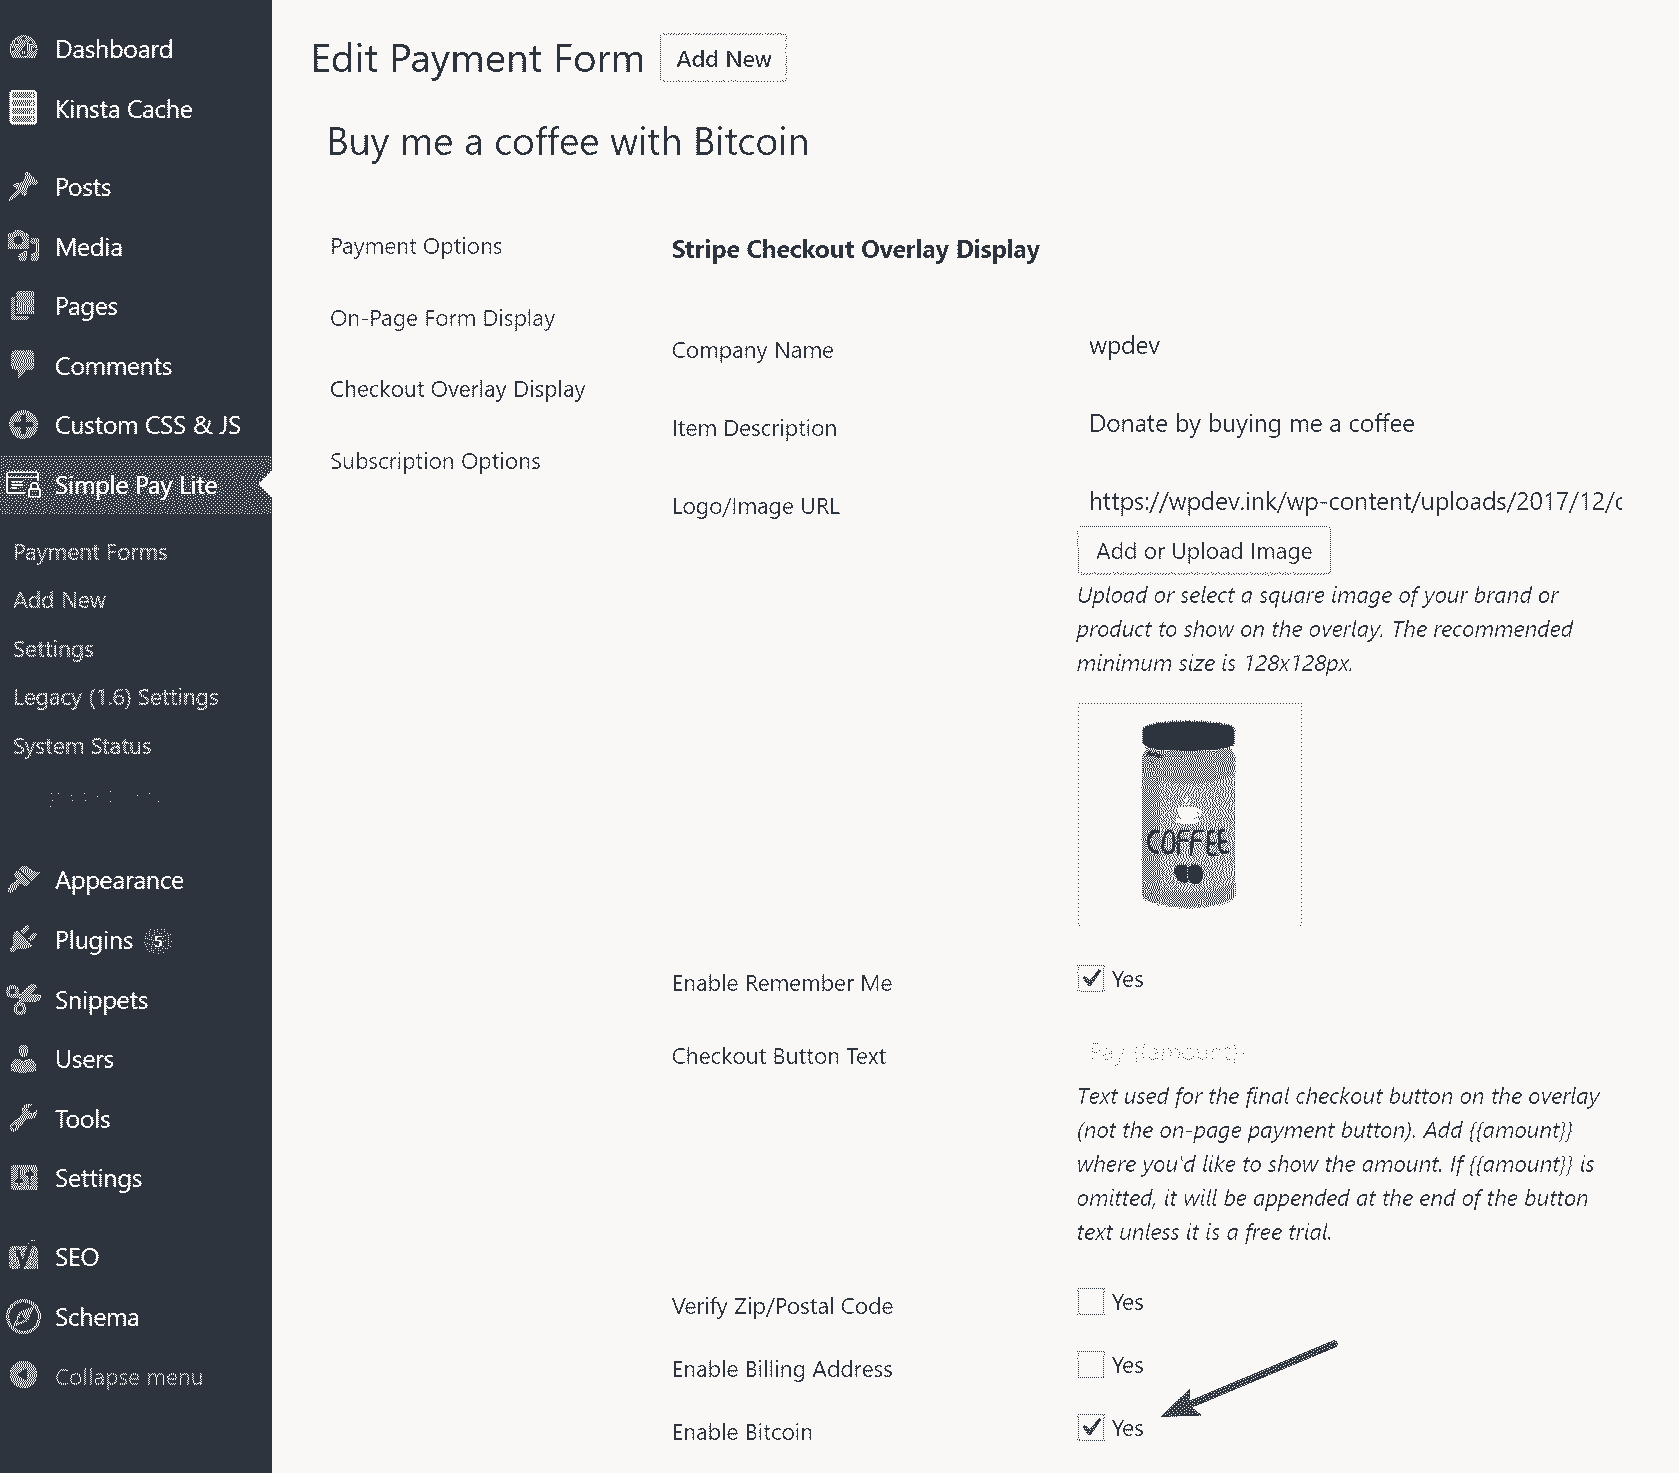 Dashboard
Kinsta Cache
Posts
Media
Pages
Comments
Custom CSS & JS
Simple Pay Lite
Payment Forms
Add New
Settings
Legacy (1.6) Settings
System Status
Appearance
Plugins 5
Snippets
Users
Tools
Settings
SEO
Schema
Collapse menu
Edit Payment Form Add New
Buy me a coffee with Bitcoin
Payment Options
On-Page Form Display
Checkout Overlay Display
Subscription Options
Stripe Checkout Overlay Display
Company Name wpdev
Item Description Donate by buying me a coffee
Logo/Image URL https://wpdev.ink/wp-content/uploads/2017/12/c
Add or Upload Image
Upload or select a square image of your brand or
product to show on the overlay. The recommended
minimum size is 128x128px.
COFFEE
Enable Remember Me Yes
Checkout Button Text Pay {{amount}}
Text used for the final checkout button on the overlay
(not the on-page payment button). Add {{amount}}
where you'd like to show the amount. If {{amount}} is
omitted, it will be appended at the end of the button
text unless it is a free trial.
Verify Zip/Postal Code Yes
Enable Billing Address Yes
Enable Bitcoin Yes